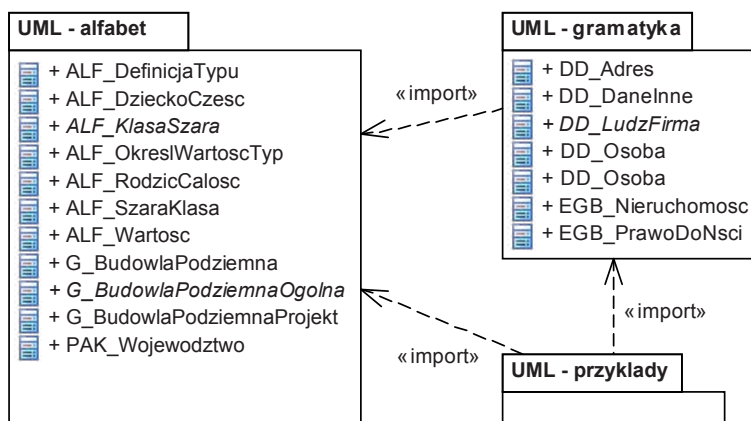 UML - alfabet
+ ALF_DefinicjaTypu
+ ALF_DzieckoCzesc
+ ALF_KlasaSzara
+ ALF_OkreslWartoscTyp
+ ALF_RodzicCalosc
+ ALF_SzaraKlasa
+ ALF_Wartosc
+ G_BudowlaPodziemna
+ G_BudowlaPodziemnaOgolna
+ G_BudowlaPodziemnaProjekt
+ PAK_Wojewodztwo
«import»
UML - gramatyka
+ DD_Adres
+ DD_DaneInne
+ DD_LudzFirma
+ DD_Osoba
+ DD_Osoba
+ EGB_Nieruchomosc
+ EGB_PrawoDoNsci
«import»
«import»
UML - przyklady